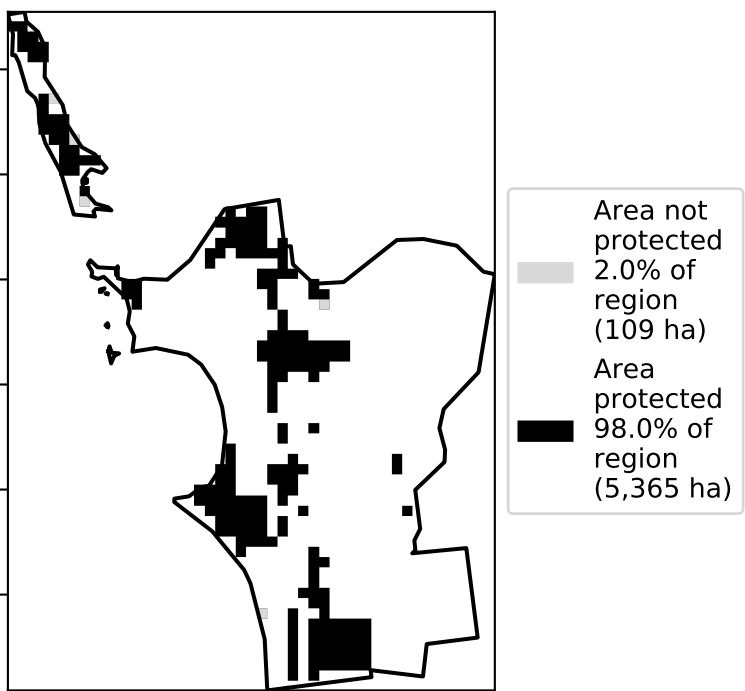 Area not
protected
2.0% of
region
(109 ha)
Area
protected
98.0% of
region
(5,365 ha)